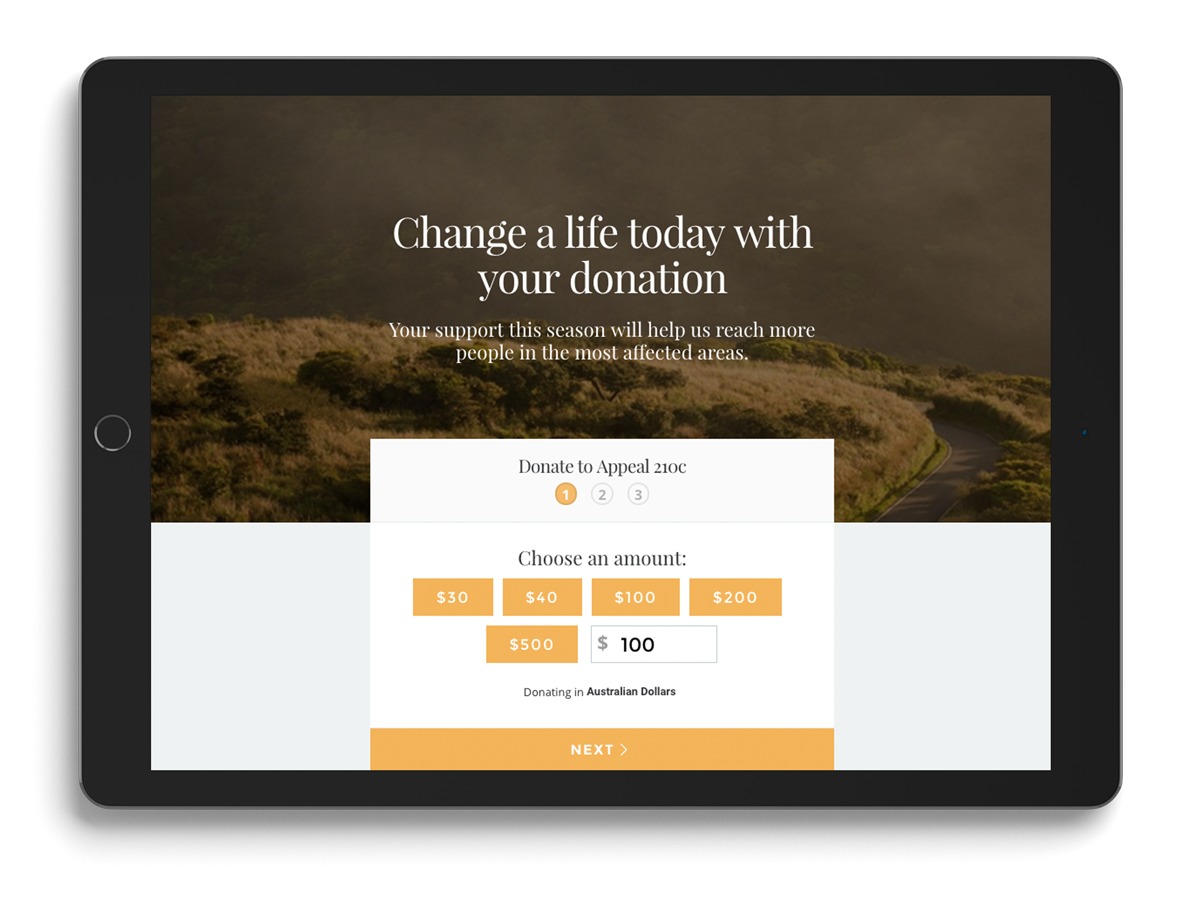 Change a life today with
your donation
Your support this season will help us reach more
people in the most affected areas.
Donate to Appeal 210c
1 2 3
Choose an amount:
$30 $40 $100 $200
$500 $ 100
Donating in Australian Dollars
NEXT >